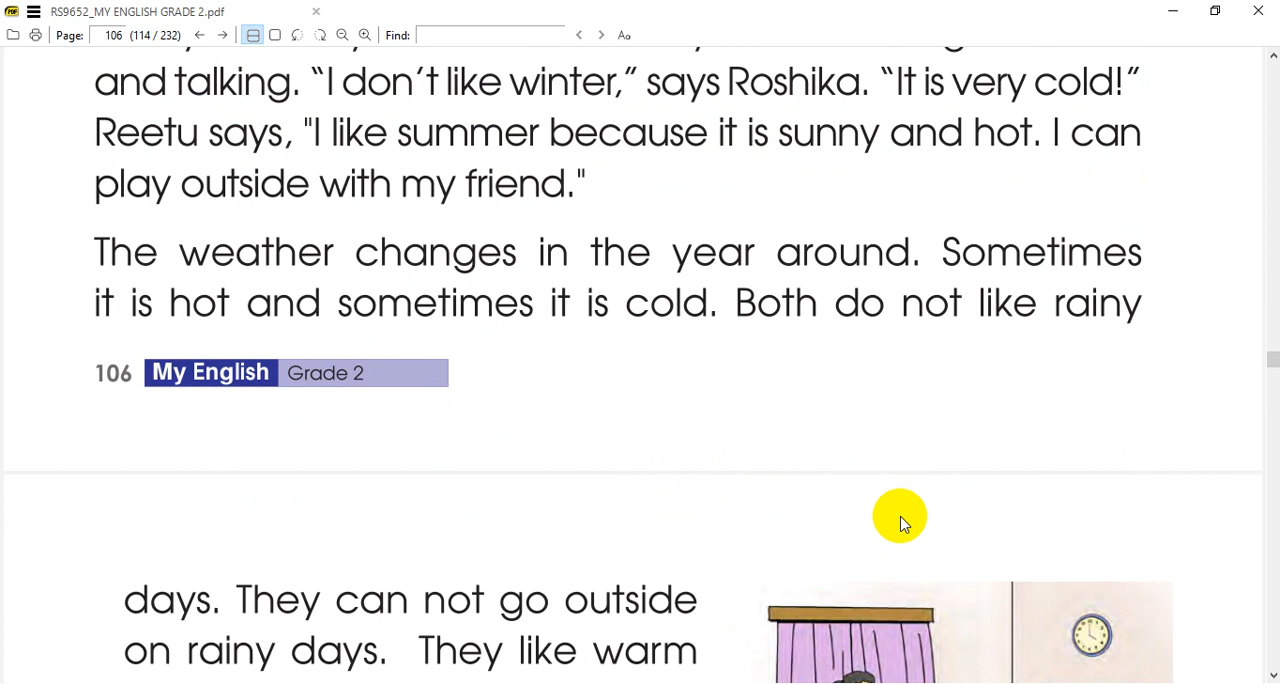 RS9652_MY ENGLISH GRADE 2.pdf
Page: 106 (114 / 232) Find: Aa
and talking. “I don’t like winter,” says Roshika. “It is very cold!”
Reetu says, "I like summer because it is sunny and hot. I can
play outside with my friend."
The weather changes in the year around. Sometimes
it is hot and sometimes it is cold. Both do not like rainy
106 My English Grade 2
days. They can not go outside
on rainy days. They like warm